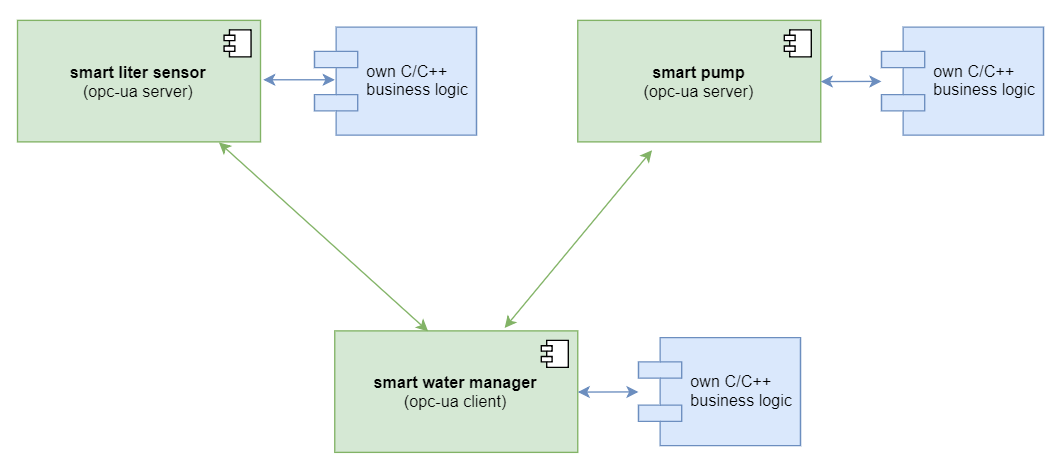 smart liter sensor
(opc-ua server)
own C/C++
business logic
smart pump
(opc-ua server)
own C/C++
business logic
smart water manager
(opc-ua client)
own C/C++
business logic